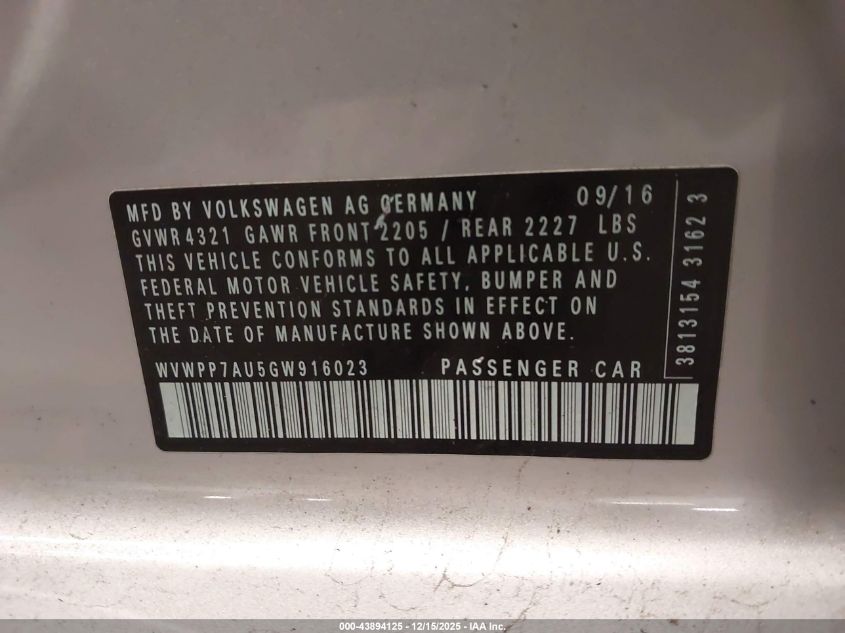 MFD BY VOLKSWAGEN AG GERMANY 09/16
GVWR 4321 GAWR FRONT 2205 / REAR 2227 LBS
THIS VEHICLE CONFORMS TO ALL APPLICABLE U.S.
FEDERAL MOTOR VEHICLE SAFETY, BUMPER AND
THEFT PREVENTION STANDARDS IN EFFECT ON
THE DATE OF MANUFACTURE SHOWN ABOVE.
WVWPP7AU5GW916023 PASSENGER CAR
38131543 3162 3
000-43894125 - 12/15/2025 - © IAA Inc.